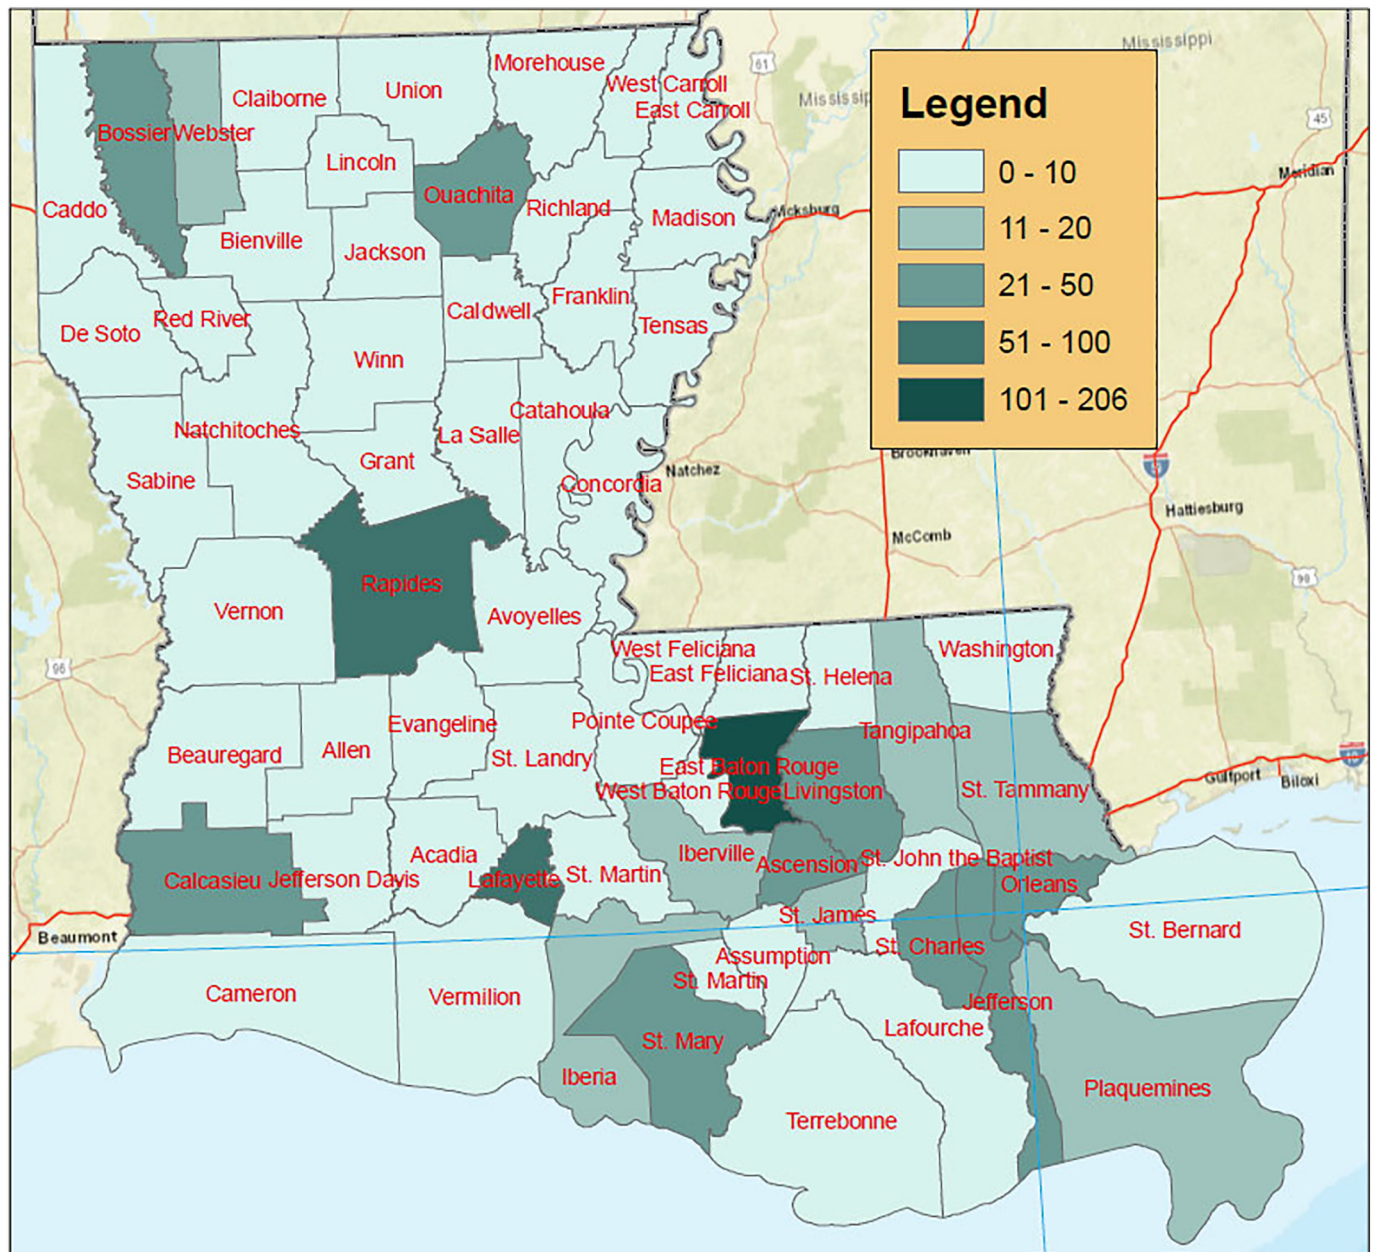 Mississippi
Mississip
61
45
Meridian
Legend
0 - 10
11 - 20
21 - 50
51 - 100
101 - 206
Morehouse
West Carroll
East Carroll
Union
Claiborne
Bossier
Webster
Lincoln
Ouachita
Caddo
Richland
Madison
Bienville
Jackson
De Soto
Red River
Caldwell
Franklin
Tensas
Winn
Natchitoches
Catahoula
La Salle
Grant
Sabine
Concordia
Natchez
Brookhaven
Hattiesburg
McComb
98
96
Rapides
Vernon
Avoyelles
West Feliciana
East Feliciana
St. Helena
Washington
Evangeline
Pointe Coupee
Tangipahoa
Beauregard
Allen
St. Landry
East Baton Rouge
West Baton Rouge
Livingston
St. Tammany
Gulfport
Biloxi
Acadia
Iberville
Ascension
St. John the Baptist
Calcasieu
Jefferson Davis
Lafayette
St. Martin
Orleans
St. James
Beaumont
St. Charles
St. Bernard
Assumption
St. Martin
Cameron
Vermilion
Jefferson
Lafourche
St. Mary
Iberia
Plaquemines
Terrebonne